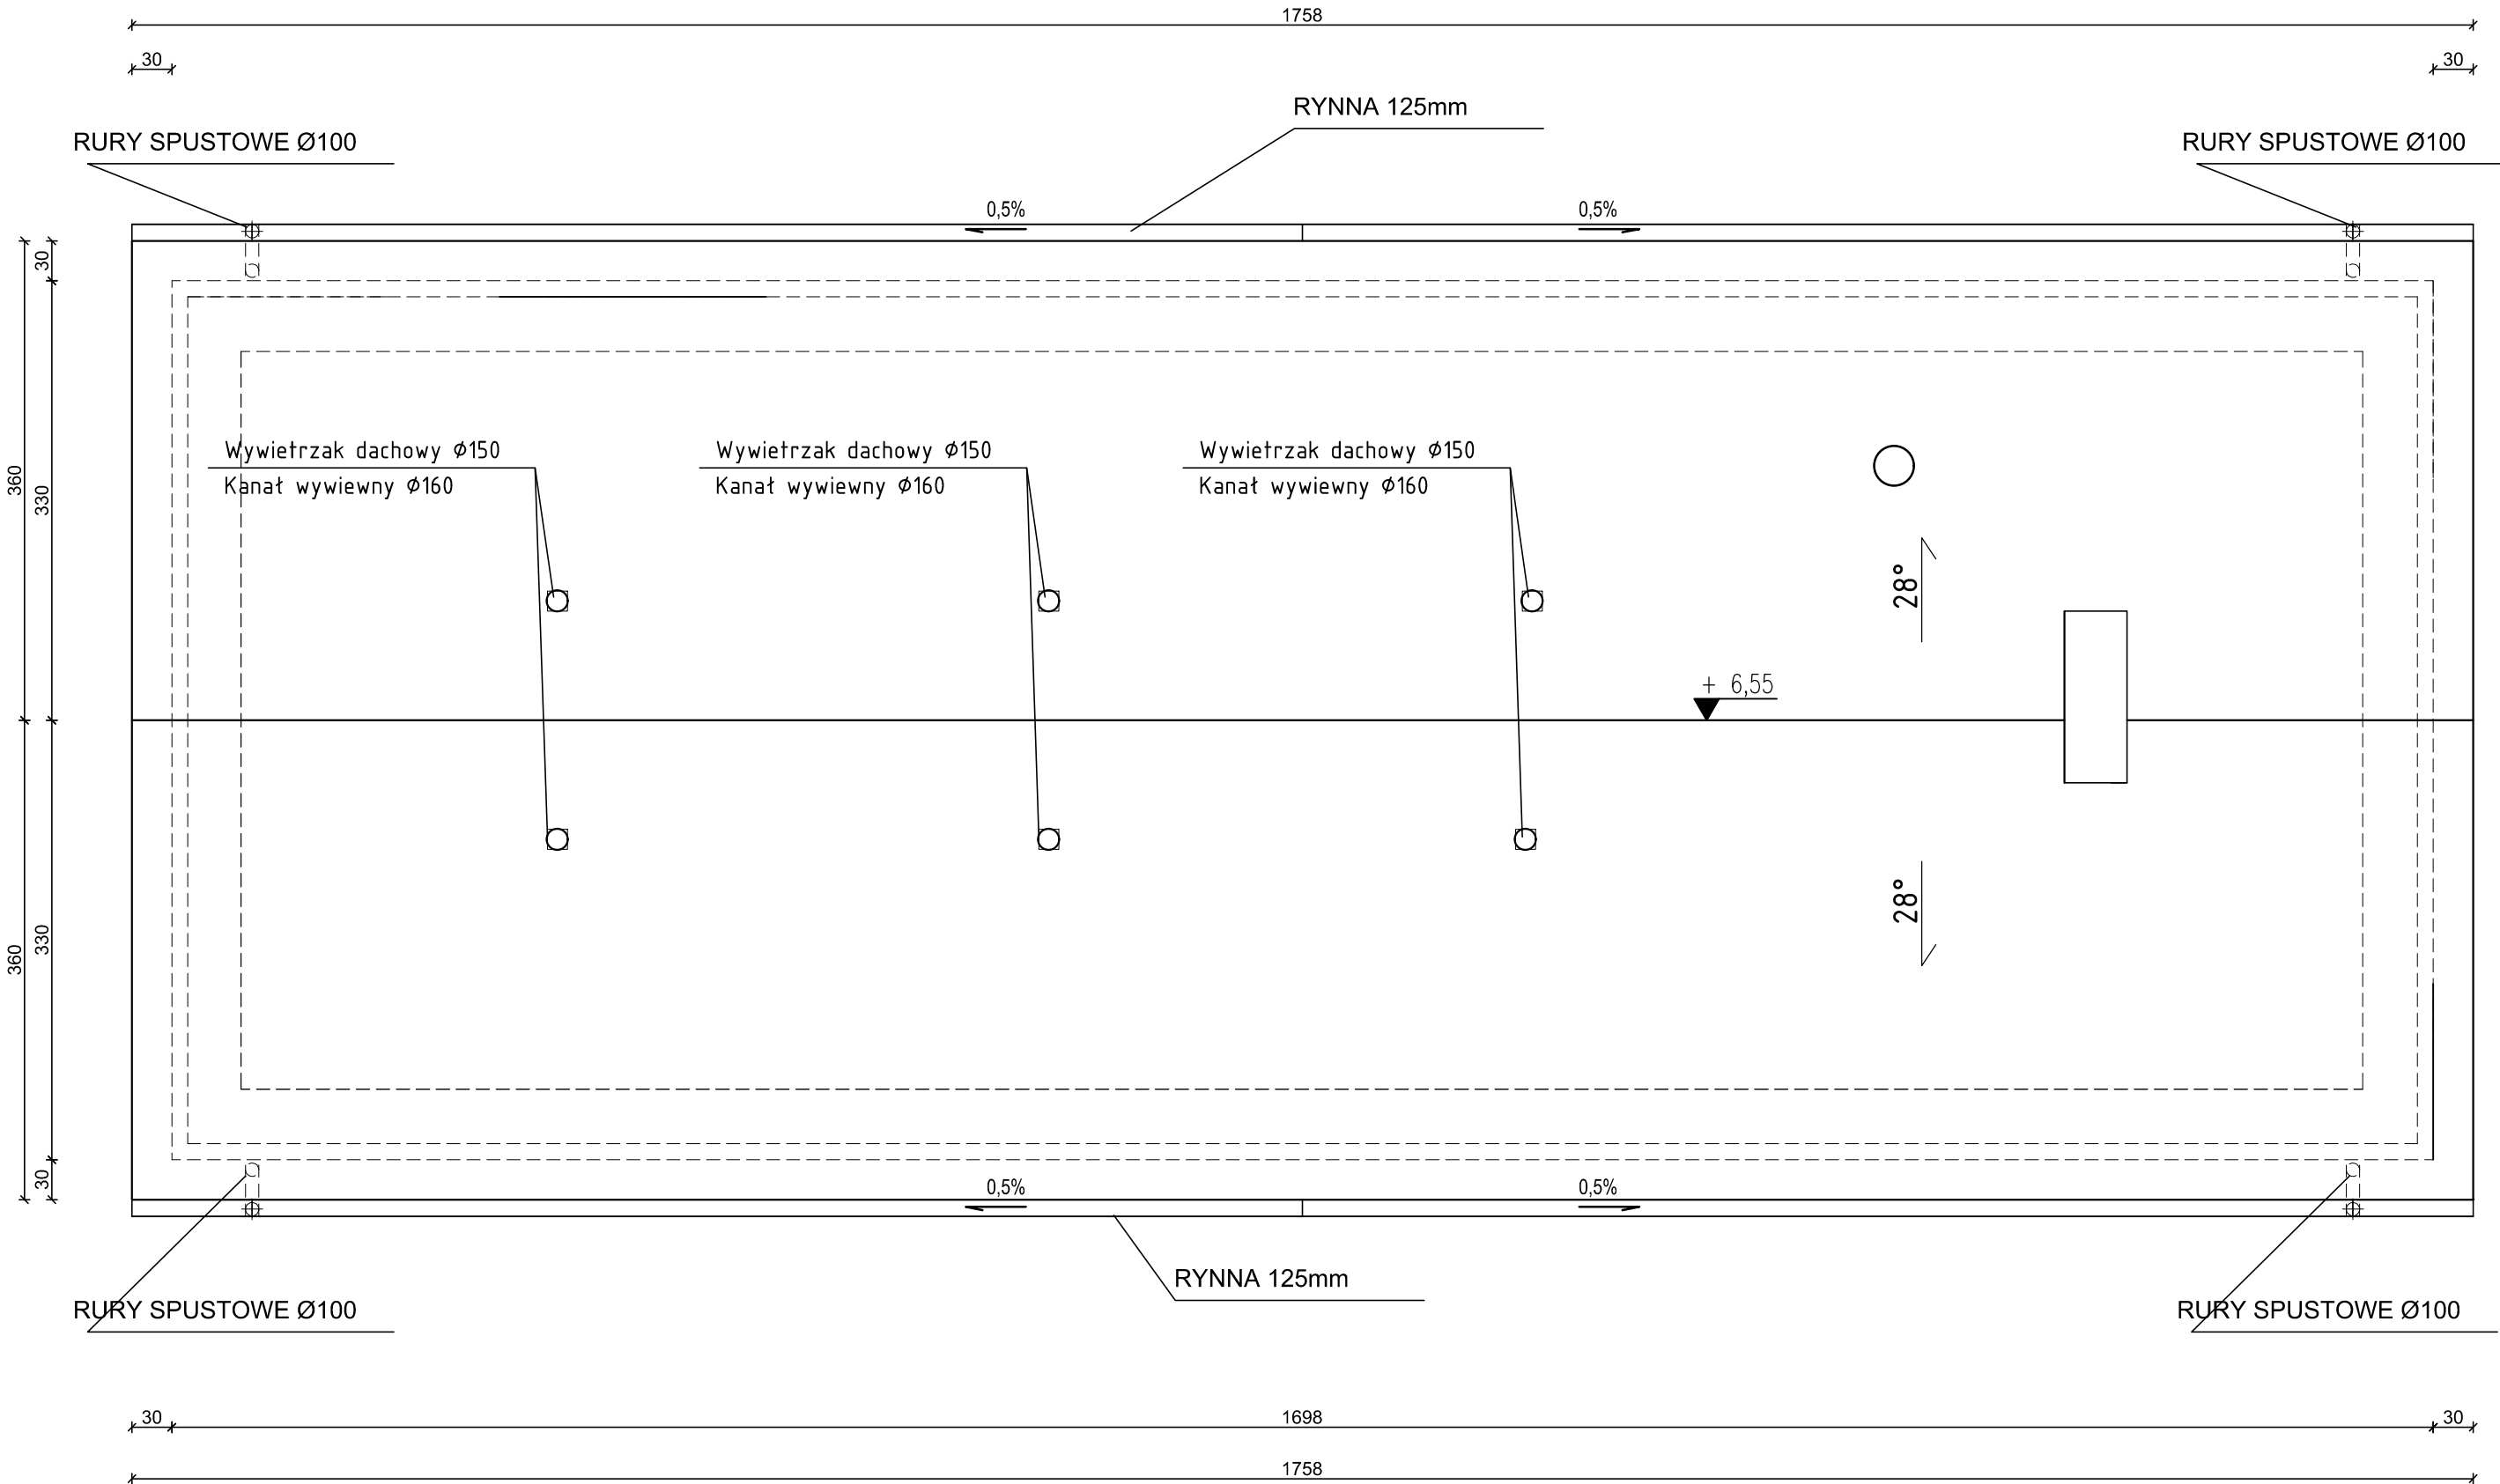 1758
30
30
RYNNA 125mm
RURY SPUSTOWE Ø100
RURY SPUSTOWE Ø100
0,5%
0,5%
30
360
330
Wywietrzak dachowy Ø150
Kanał wywiewny Ø160
Wywietrzak dachowy Ø150
Kanał wywiewny Ø160
Wywietrzak dachowy Ø150
Kanał wywiewny Ø160
28°
+ 6,55
28°
360
330
30
0,5%
0,5%
RYNNA 125mm
RURY SPUSTOWE Ø100
RURY SPUSTOWE Ø100
30
1698
30
1758